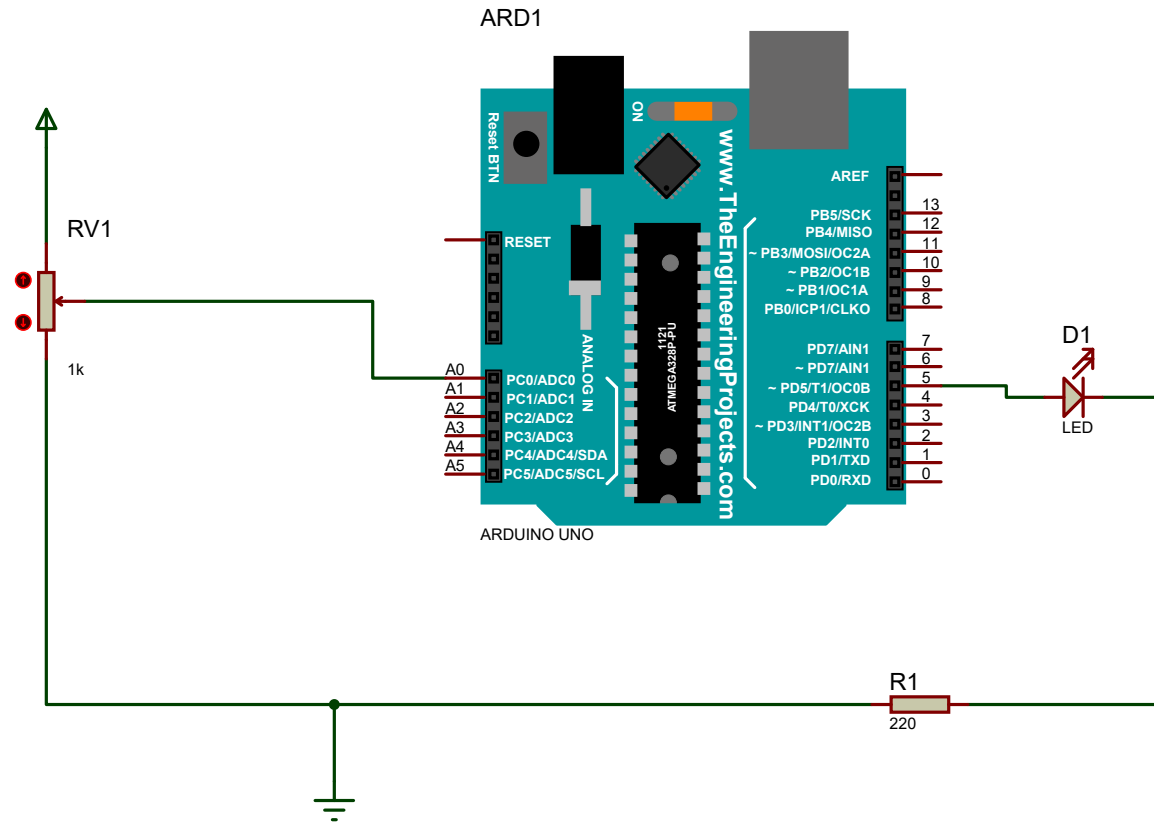 ARD1
RV1
1k
Reset BTN
ON
www.TheEngineeringProjects.com
RESET
ANALOG IN
1121
ATMEGA328P-PU
A0 PC0/ADC0
A1 PC1/ADC1
A2 PC2/ADC2
A3 PC3/ADC3
A4 PC4/ADC4/SDA
A5 PC5/ADC5/SCL
AREF
PB5/SCK 13
PB4/MISO 12
~ PB3/MOSI/OC2A 11
~ PB2/OC1B 10
~ PB1/OC1A 9
PB0/ICP1/CLKO 8
PD7/AIN1 7
~ PD7/AIN1 6
~ PD5/T1/OC0B 5
PD4/T0/XCK 4
~ PD3/INT1/OC2B 3
PD2/INT0 2
PD1/TXD 1
PD0/RXD 0
ARDUINO UNO
D1
LED
R1
220